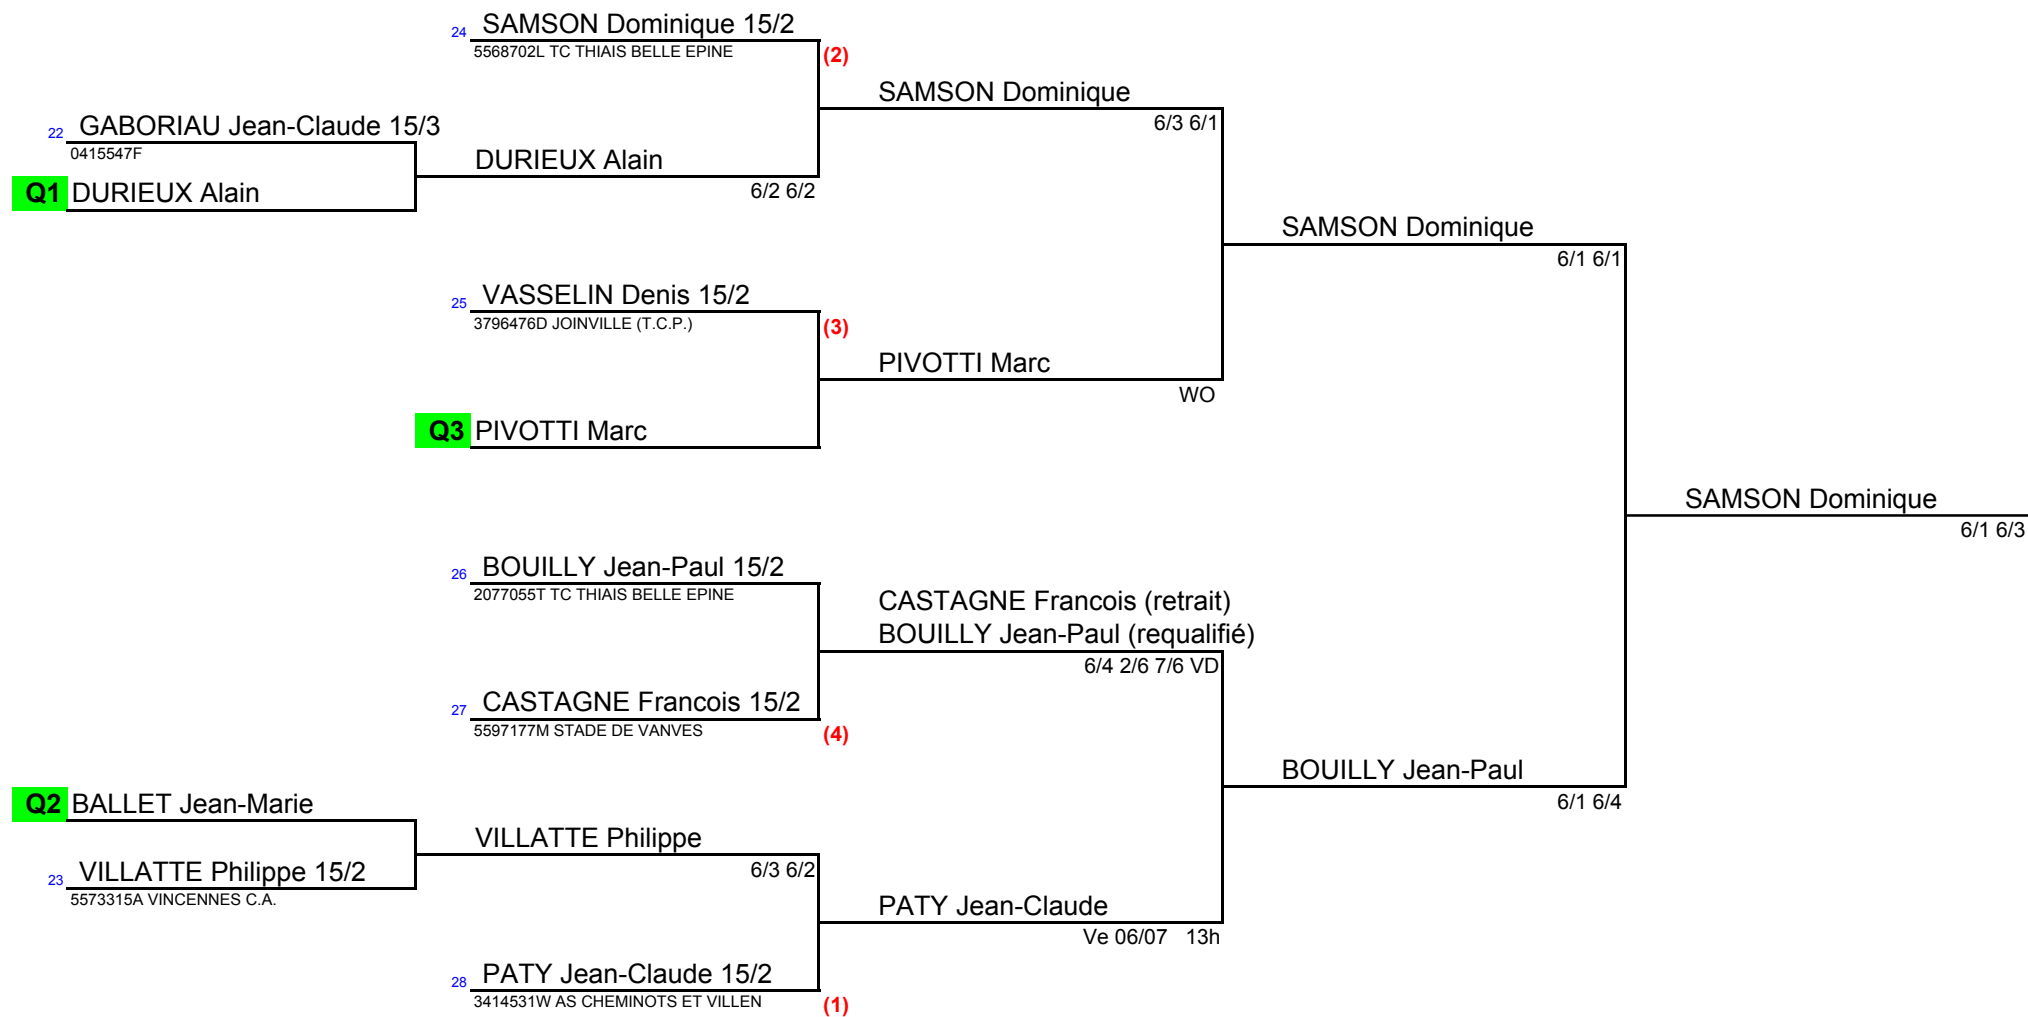 24 SAMSON Dominique 15/2
5568702L TC THIAIS BELLE EPINE
(2)
SAMSON Dominique
6/3 6/1
22 GABORIAU Jean-Claude 15/3
0415547F
DURIEUX Alain
6/2 6/2
Q1 DURIEUX Alain
SAMSON Dominique
6/1 6/1
25 VASSELIN Denis 15/2
3796476D JOINVILLE (T.C.P.)
(3)
PIVOTTI Marc
WO
Q3 PIVOTTI Marc
SAMSON Dominique
6/1 6/3
26 BOUILLY Jean-Paul 15/2
2077055T TC THIAIS BELLE EPINE
CASTAGNE Francois (retrait)
BOUILLY Jean-Paul (requalifié)
6/4 2/6 7/6 VD
27 CASTAGNE Francois 15/2
5597177M STADE DE VANVES
(4)
BOUILLY Jean-Paul
6/1 6/4
Q2 BALLET Jean-Marie
VILLATTE Philippe
6/3 6/2
23 VILLATTE Philippe 15/2
5573315A VINCENNES C.A.
PATY Jean-Claude
Ve 06/07 13h
28 PATY Jean-Claude 15/2
3414531W AS CHEMINOTS ET VILLEN
(1)